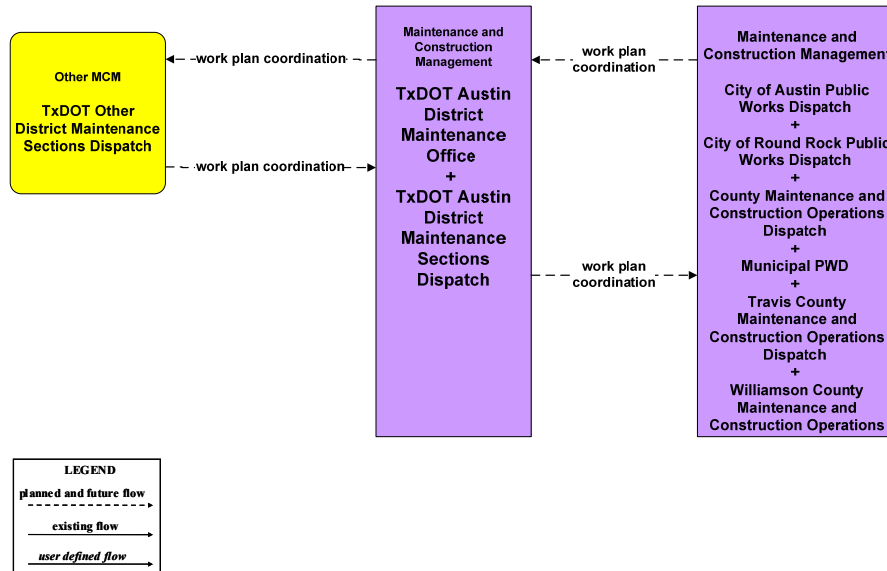 Other MCM
TxDOT Other
District Maintenance
Sections Dispatch
work plan coordination
work plan coordination
Maintenance and
Construction
Management
TxDOT Austin
District
Maintenance
Office
+
TxDOT Austin
District
Maintenance
Sections
Dispatch
work plan
coordination
work plan
coordination
Maintenance and
Construction Management
City of Austin Public
Works Dispatch
+
City of Round Rock Public
Works Dispatch
+
County Maintenance and
Construction Operations
Dispatch
+
Municipal PWD
+
Travis County
Maintenance and
Construction Operations
Dispatch
+
Williamson County
Maintenance and
Construction Operations
LEGEND
planned and future flow
existing flow
user defined flow